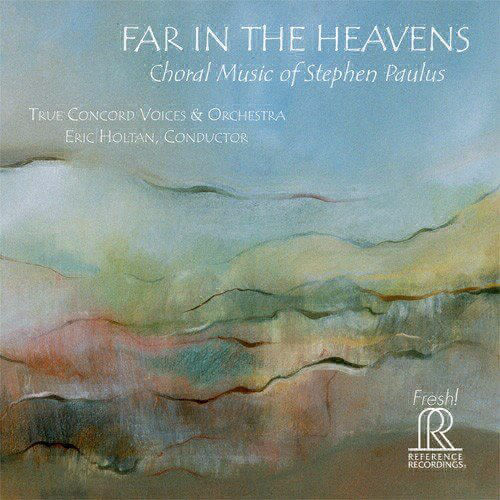 FAR IN THE HEAVENS
Choral Music of Stephen Paulus
TRUE CONCORD VOICES & ORCHESTRA
ERIC HOLTAN, CONDUCTOR
Fresh!
RR
REFERENCE
RECORDINGS®